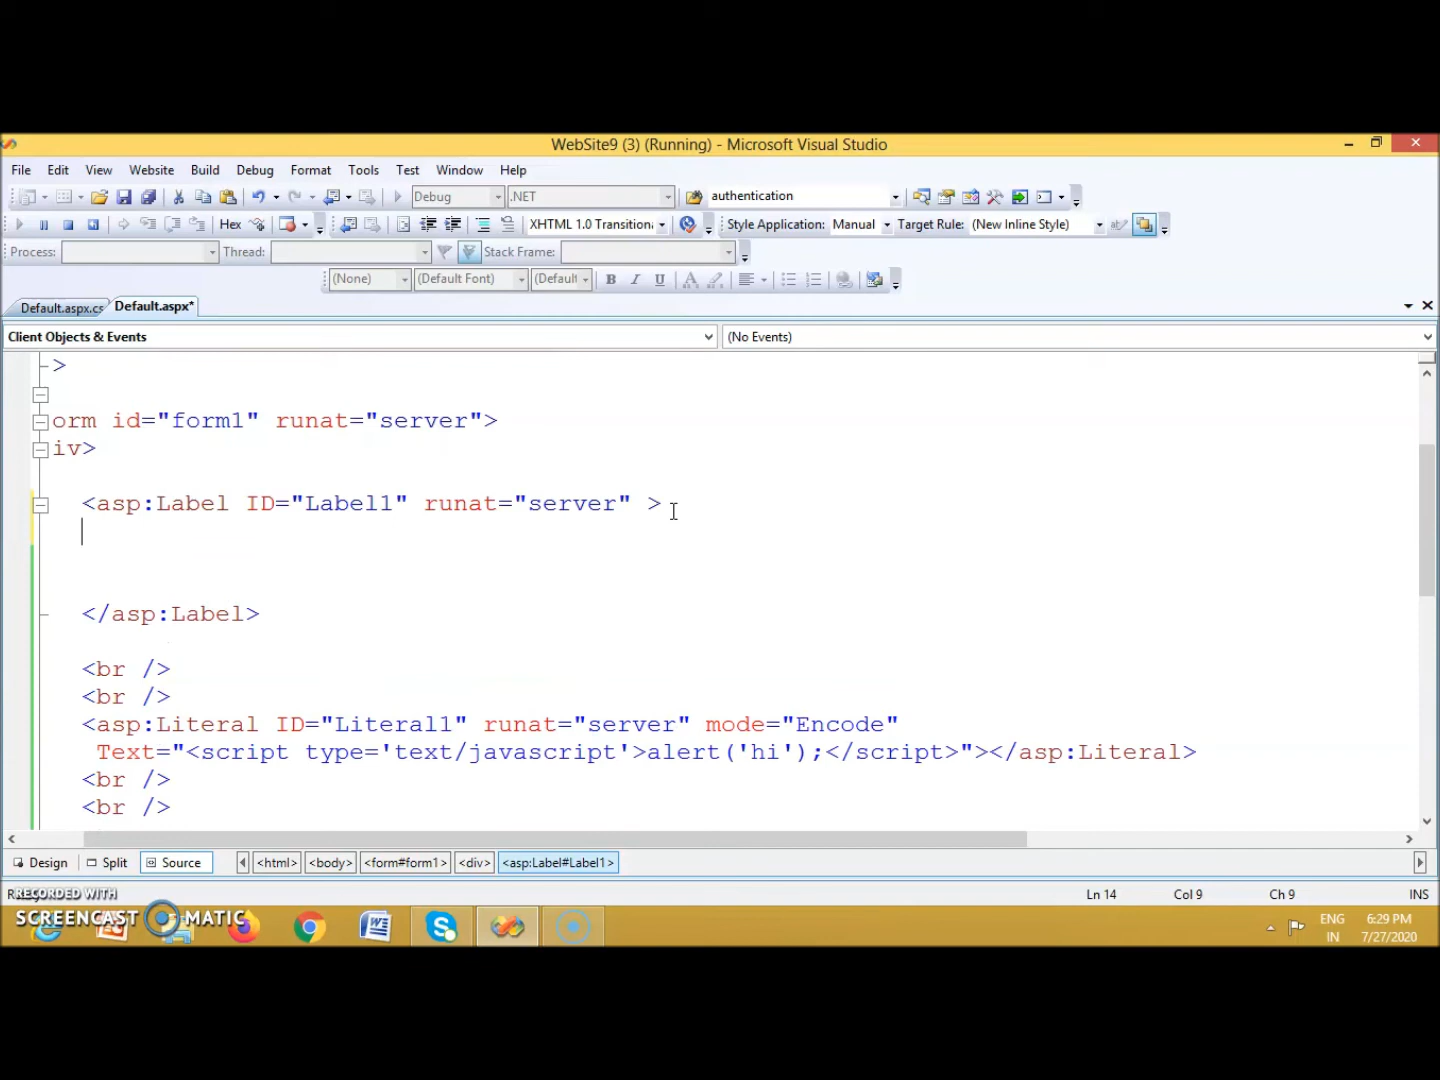 WebSite9 (3) (Running) - Microsoft Visual Studio
File Edit View Website Build Debug Format Tools Test Window Help
Debug .NET authentication
Hex XHTML 1.0 Transition Style Application: Manual Target Rule: (New Inline Style)
Process: Thread: Stack Frame:
(None) (Default Font) (Default B I U
Default.aspx.cs Default.aspx*
Client Objects & Events (No Events)
>
orm id="form1" runat="server">
iv>
<asp:Label ID="Label1" runat="server" >
</asp:Label>
<br />
<br />
<asp:Literal ID="Literal1" runat="server" mode="Encode"
Text="<script type='text/javascript'>alert('hi');</script>"></asp:Literal>
<br />
<br />
Design Split Source <html> <body> <form#form1> <div> <asp:Label#Label1>
Ln 14 Col 9 Ch 9 INS
RECORDED WITH
SCREENCAST MATIC
ENG 6:29 PM
IN 7/27/2020